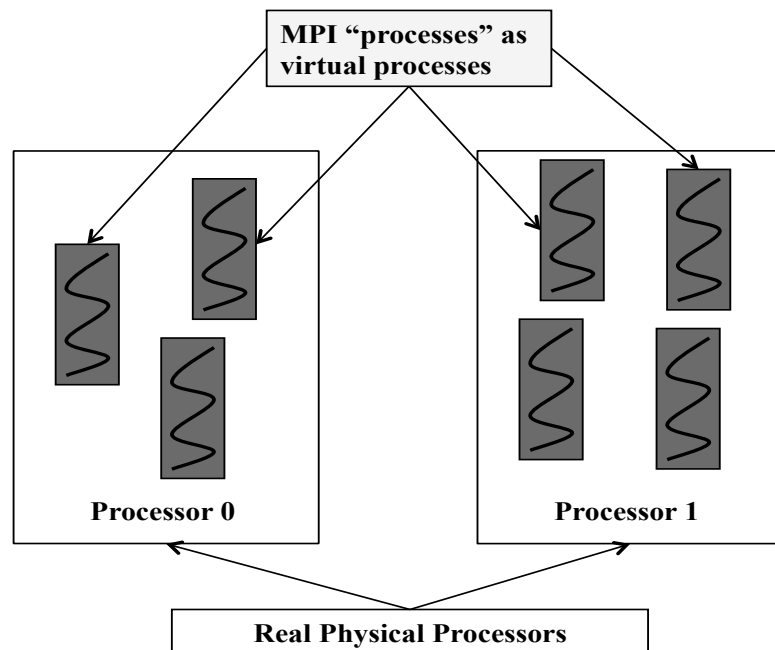 MPI “processes” as
virtual processes
Processor 0
Processor 1
Real Physical Processors